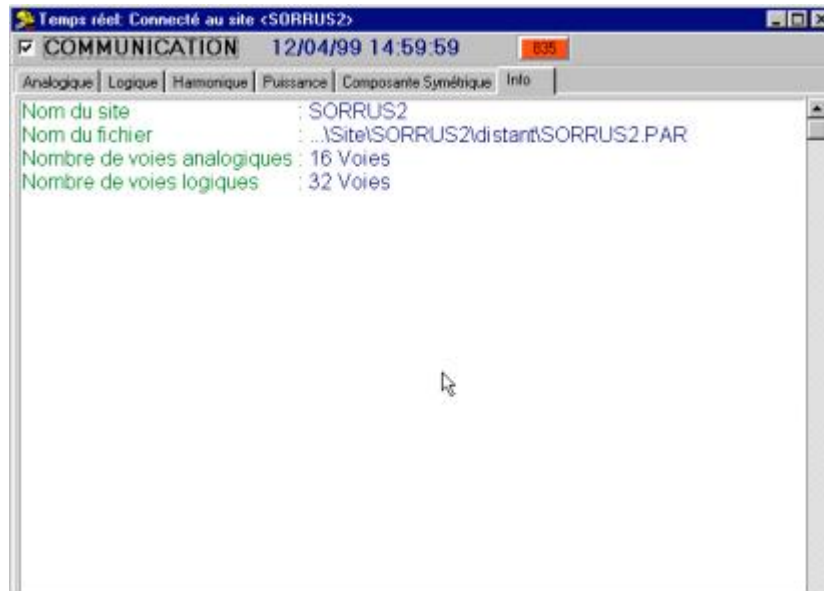 Temps réel: Connecté au site <SORRUS2>
COMMUNICATION 12/04/99 14:59:59 835
Analogique Logique Harmonique Puissance Composante Symétrique Info
Nom du site : SORRUS2
Nom du fichier : ...\Site\SORRUS2\distant\SORRUS2.PAR
Nombre de voies analogiques : 16 Voies
Nombre de voies logiques : 32 Voies